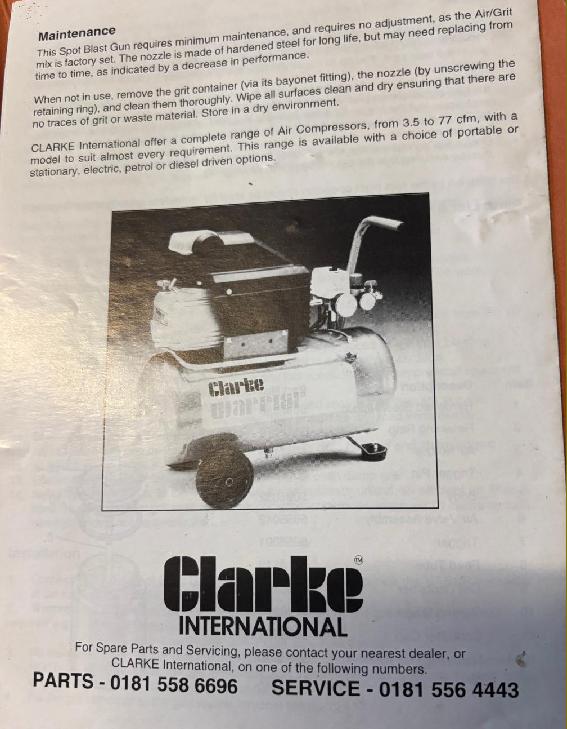 Maintenance
This Spot Blast Gun requires minimum maintenance, and requires no adjustment, as the Air/Grit
mix is factory set. The nozzle is made of hardened steel for long life, but may need replacing from
time to time, as indicated by a decrease in performance.
When not in use, remove the grit container (via its bayonet fitting), the nozzle (by unscrewing the
retaining ring), and clean them thoroughly. Wipe all surfaces clean and dry ensuring that there are
no traces of grit or waste material. Store in a dry environment.
CLARKE International offer a complete range of Air Compressors, from 3.5 to 77 cfm, with a
model to suit almost every requirement. This range is available with a choice of portable or
stationary, electric, petrol or diesel driven options.
Clarke
Clarke ™
INTERNATIONAL
For Spare Parts and Servicing, please contact your nearest dealer, or
CLARKE International, on one of the following numbers.
PARTS - 0181 558 6696 SERVICE - 0181 556 4443